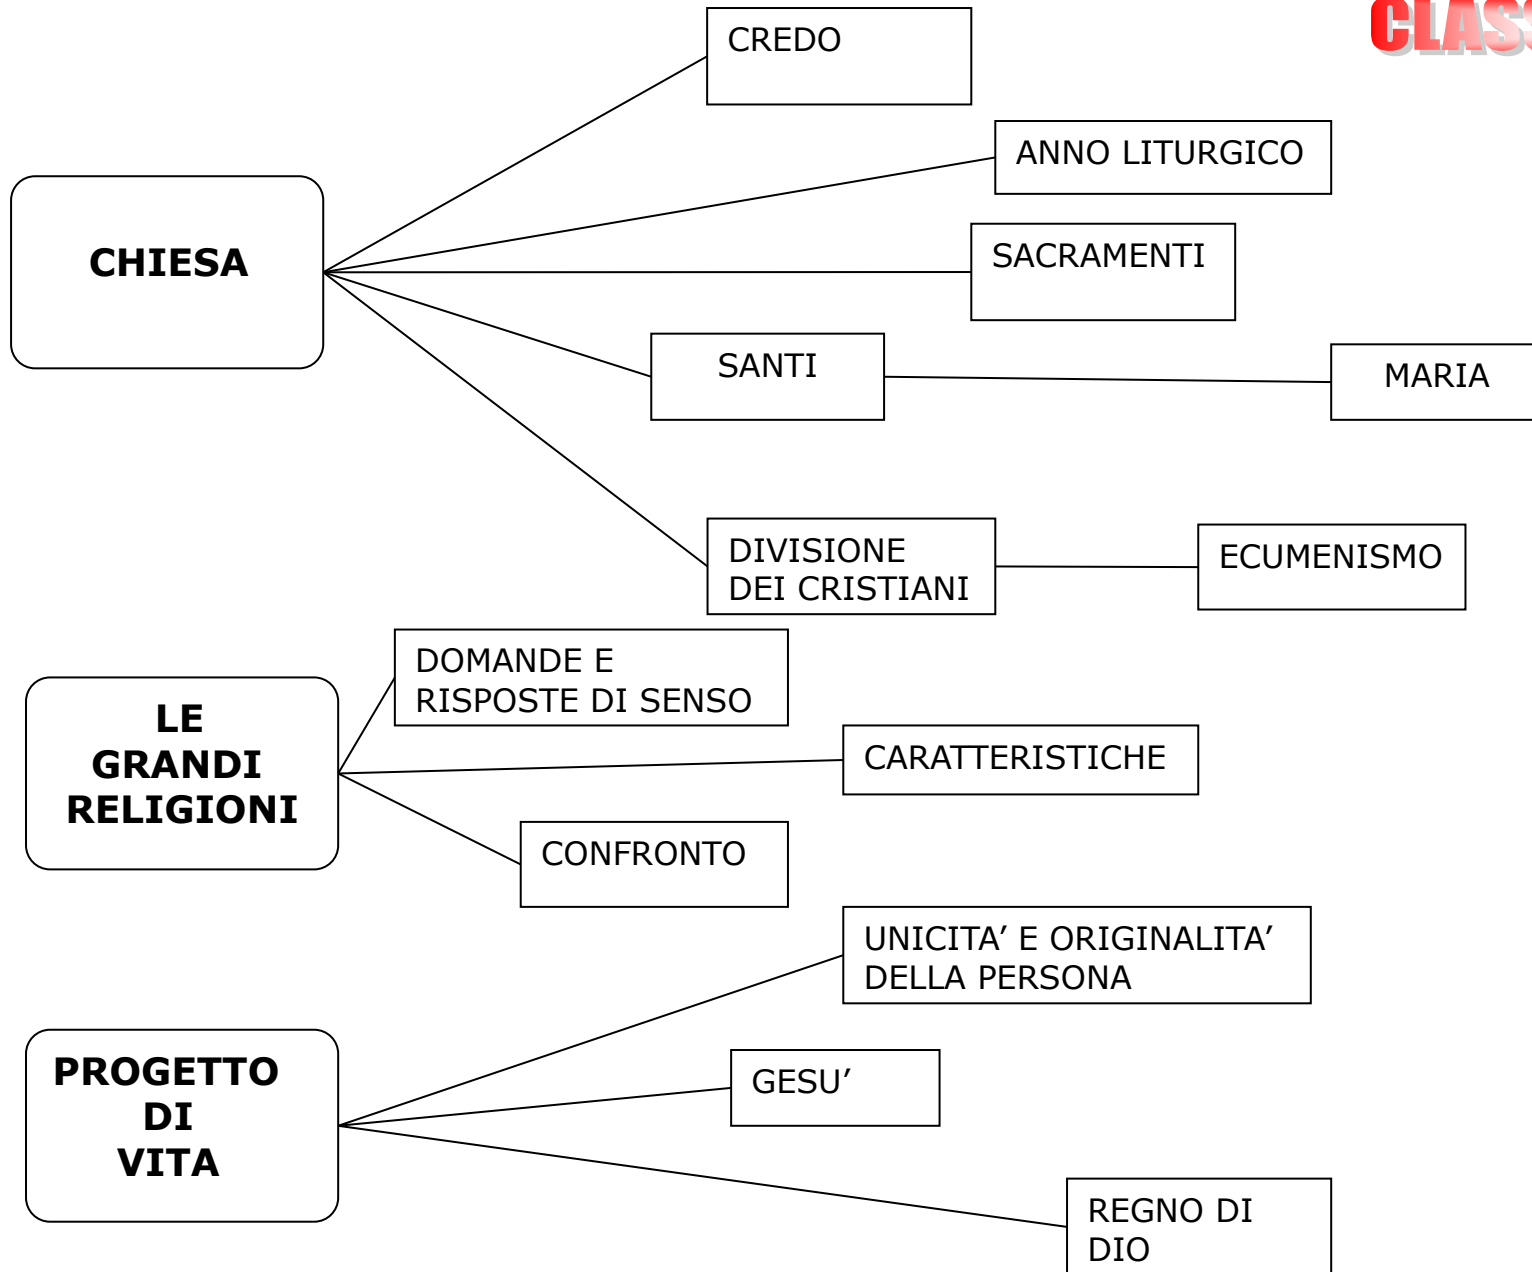 CREDO
ANNO LITURGICO
CHIESA
SACRAMENTI
SANTI
MARIA
DIVISIONE
DEI CRISTIANI
ECUMENISMO
DOMANDE E
RISPOSTE DI SENSO
LE
GRANDI
RELIGIONI
CARATTERISTICHE
CONFRONTO
UNICITA’ E ORIGINALITA’
DELLA PERSONA
PROGETTO
DI
VITA
GESU’
REGNO DI
DIO